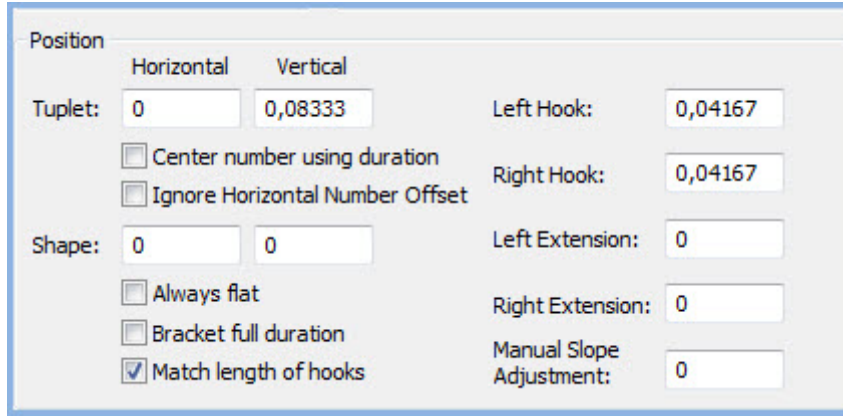 Position
Horizontal Vertical
Tuplet: 0 0,08333 Left Hook: 0,04167
Center number using duration
Right Hook: 0,04167
Ignore Horizontal Number Offset
Shape: 0 0 Left Extension: 0
Always flat
Right Extension: 0
Bracket full duration
Match length of hooks
Manual Slope
Adjustment: 0